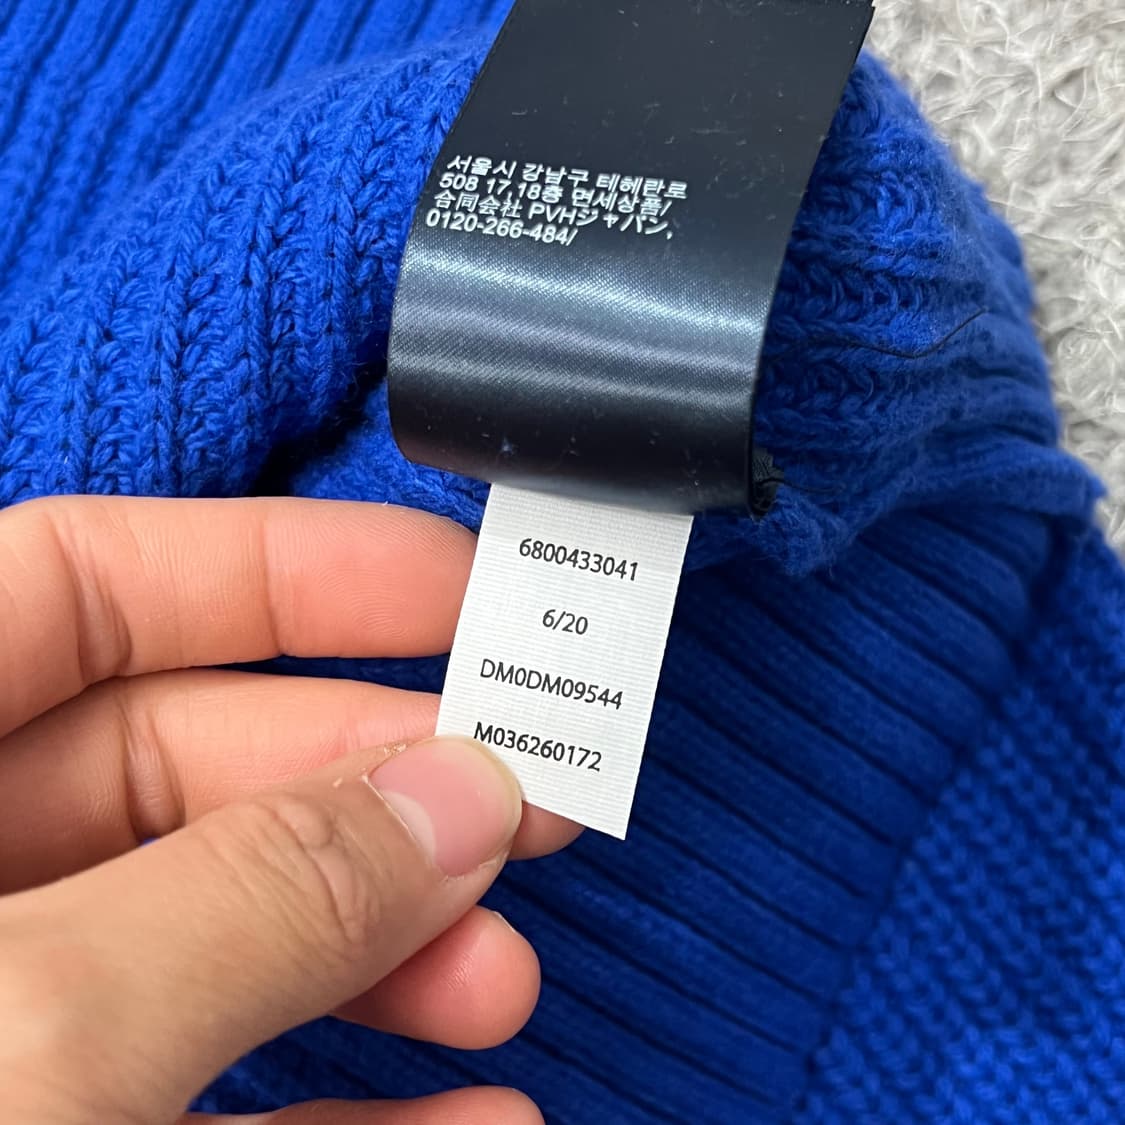 서울시 강남구 테헤란로
508 17,18층 면세상품/
合同会社 PVHジャパン,
0120-266-484/
6800433041
6/20
DM0DM09544
M036260172